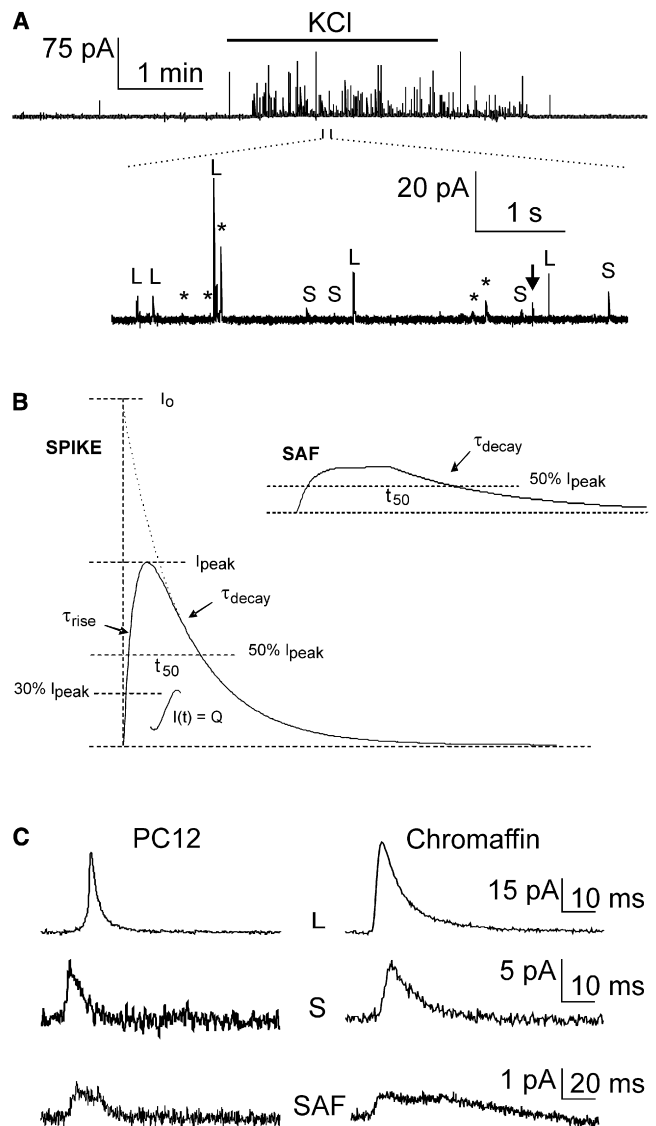 A
KCl
75 pA
1 min
L
20 pA
1 s
*
L L
* *
S S
L
*
*
S
L
S
B
I₀
SPIKE
SAF
τdecay
50% Ipeak
t50
Ipeak
τrise
τdecay
50% Ipeak
t50
30% Ipeak
∫I(t) = Q
C
PC12
Chromaffin
15 pA
10 ms
L
5 pA
10 ms
S
1 pA
20 ms
SAF